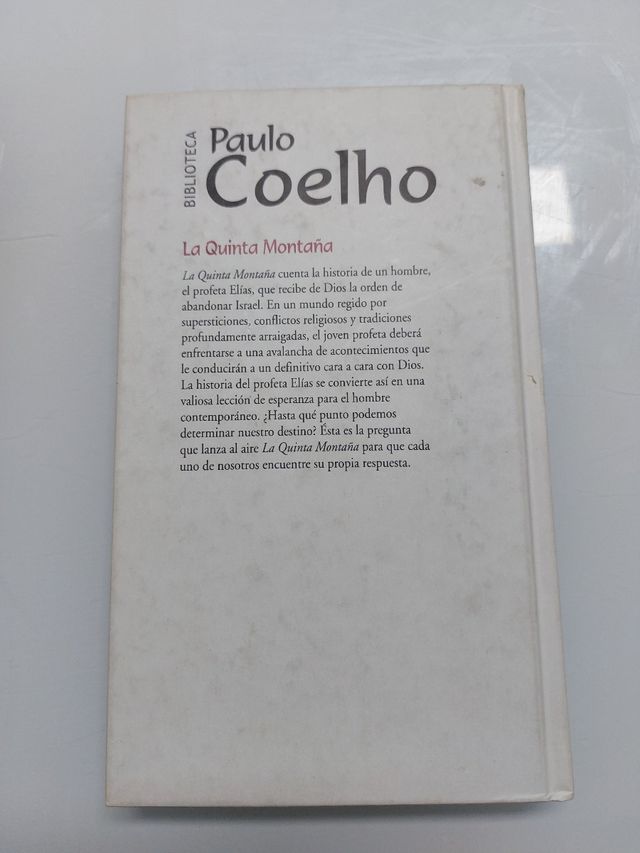 BIBLIOTECA
Paulo
Coelho
La Quinta Montaña
La Quinta Montaña cuenta la historia de un hombre,
el profeta Elías, que recibe de Dios la orden de
abandonar Israel. En un mundo regido por
supersticiones, conflictos religiosos y tradiciones
profundamente arraigadas, el joven profeta deberá
enfrentarse a una avalancha de acontecimientos que
le conducirán a un definitivo cara a cara con Dios.
La historia del profeta Elías se convierte así en una
valiosa lección de esperanza para el hombre
contemporáneo. ¿Hasta qué punto podemos
determinar nuestro destino? Ésta es la pregunta
que lanza al aire La Quinta Montaña para que cada
uno de nosotros encuentre su propia respuesta.